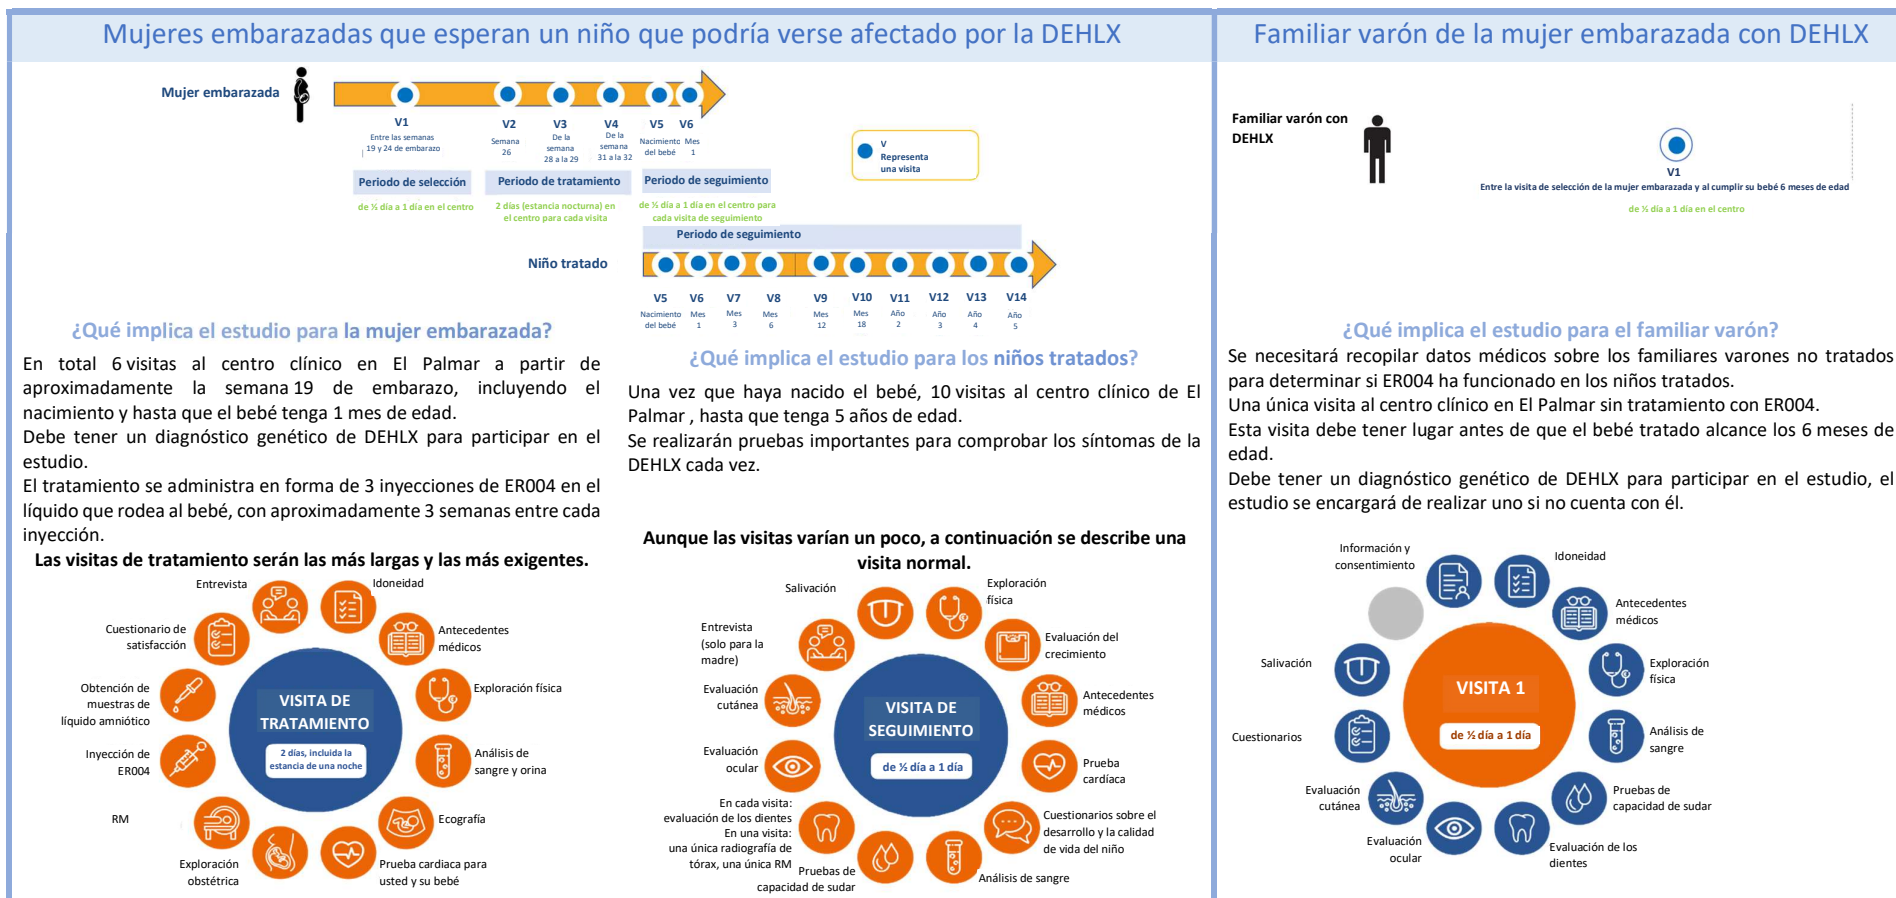 Mujeres embarazadas que esperan un niño que podría verse afectado por la DEHLX
Mujer embarazada
V1
Entre las semanas
19 y 24 de embarazo
V2
Semana
26
V3
De la
semana
28 a la 29
V4
De la
semana
31 a la 32
V5
Nacimiento
del bebé
V6
Mes
1
V
Representa
una visita
Periodo de selección
Periodo de tratamiento
Periodo de seguimiento
de ½ día a 1 día en el centro
2 días (estancia nocturna) en
el centro para cada visita
de ½ día a 1 día en el centro para
cada visita de seguimiento
Periodo de seguimiento
Niño tratado
V5
Nacimiento
del bebé
V6
Mes
1
V7
Mes
3
V8
Mes
6
V9
Mes
12
V10
Mes
18
V11
Año
2
V12
Año
3
V13
Año
4
V14
Año
5
¿Qué implica el estudio para la mujer embarazada?
En total 6 visitas al centro clínico en El Palmar a partir de
aproximadamente la semana 19 de embarazo, incluyendo el
nacimiento y hasta que el bebé tenga 1 mes de edad.
Debe tener un diagnóstico genético de DEHLX para participar en el
estudio.
El tratamiento se administra en forma de 3 inyecciones de ER004 en el
líquido que rodea al bebé, con aproximadamente 3 semanas entre cada
inyección.
Las visitas de tratamiento serán las más largas y las más exigentes.
Entrevista
Idoneidad
Cuestionario de
satisfacción
Antecedentes
médicos
Obtención de
muestras de
líquido amniótico
Exploración física
VISITA DE
TRATAMIENTO
2 días, incluida la
estancia de una noche
Inyección de
ER004
Análisis de
sangre y orina
RM
Ecografía
Exploración
obstétrica
Prueba cardiaca para
usted y su bebé
¿Qué implica el estudio para los niños tratados?
Una vez que haya nacido el bebé, 10 visitas al centro clínico de El
Palmar , hasta que tenga 5 años de edad.
Se realizarán pruebas importantes para comprobar los síntomas de la
DEHLX cada vez.
Aunque las visitas varían un poco, a continuación se describe una
visita normal.
Salivación
Exploración
física
Entrevista
(solo para la
madre)
Evaluación del
crecimiento
Evaluación
cutánea
Antecedentes
médicos
VISITA DE
SEGUIMIENTO
de ½ día a 1 día
Evaluación
ocular
Prueba
cardíaca
En cada visita:
evaluación de los dientes
En una visita:
una única radiografía de
tórax, una única RM
Cuestionarios sobre el
desarrollo y la calidad
de vida del niño
Pruebas de
capacidad de sudar
Análisis de sangre
Familiar varón de la mujer embarazada con DEHLX
Familiar varón con
DEHLX
V1
Entre la visita de selección de la mujer embarazada y al cumplir su bebé 6 meses de edad
de ½ día a 1 día en el centro
¿Qué implica el estudio para el familiar varón?
Se necesitará recopilar datos médicos sobre los familiares varones no tratados
para determinar si ER004 ha funcionado en los niños tratados.
Una única visita al centro clínico en El Palmar sin tratamiento con ER004.
Esta visita debe tener lugar antes de que el bebé tratado alcance los 6 meses de
edad.
Debe tener un diagnóstico genético de DEHLX para participar en el estudio, el
estudio se encargará de realizar uno si no cuenta con él.
Información y
consentimiento
Idoneidad
Antecedentes
médicos
Salivación
Exploración
física
VISITA 1
de ½ día a 1 día
Cuestionarios
Análisis de
sangre
Evaluación
cutánea
Pruebas de
capacidad de sudar
Evaluación
ocular
Evaluación de los
dientes